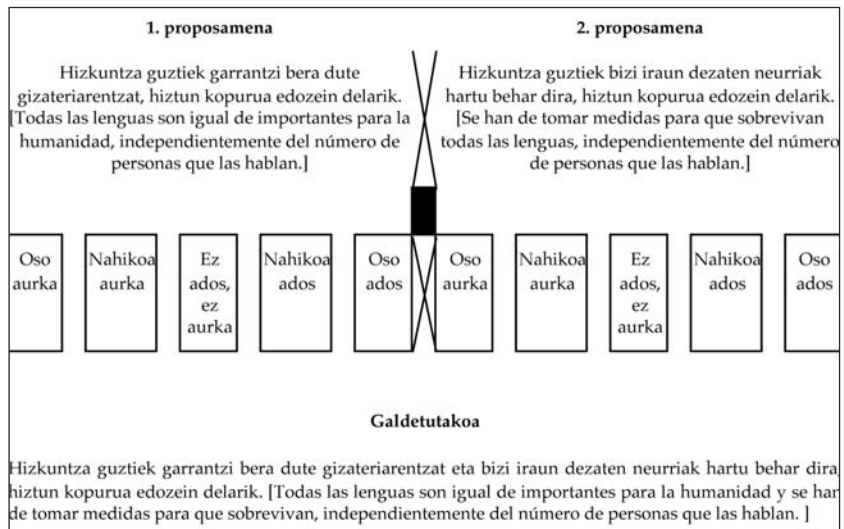 1. proposamena
Hizkuntza guztiek garrantzi bera dute
gizateriarentzat, hiztun kopurua edozein delarik.
[Todas las lenguas son igual de importantes para la
humanidad, independientemente del número de
personas que las hablan.]
2. proposamena
Hizkuntza guztiek bizi iraun dezaten neurriak
hartu behar dira, hiztun kopurua edozein delarik.
[Se han de tomar medidas para que sobrevivan
todas las lenguas, independientemente del número
de personas que las hablan.]
Oso
aurka
Nahikoa
aurka
Ez
ados,
ez
aurka
Nahikoa
ados
Oso
ados
Oso
aurka
Nahikoa
aurka
Ez
ados,
ez
aurka
Nahikoa
ados
Oso
ados
Galdetutakoa
Hizkuntza guztiek garrantzi bera dute gizateriarentzat eta bizi iraun dezaten neurriak hartu behar dira,
hiztun kopurua edozein delarik. [Todas las lenguas son igual de importantes para la humanidad y se han
de tomar medidas para que sobrevivan, independientemente del número de personas que las hablan. ]